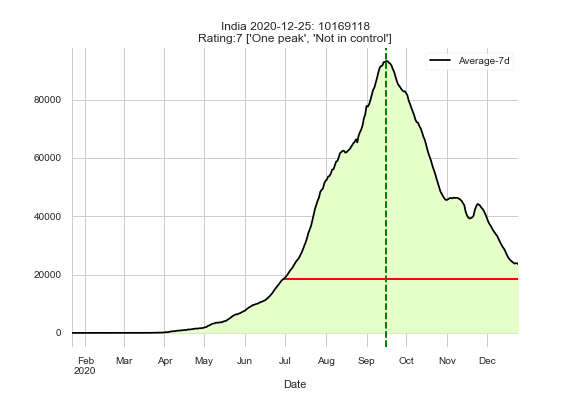 India 2020-12-25: 10169118
Rating:7 ['One peak', 'Not in control']
Average-7d
80000
60000
40000
20000
0
Feb Mar Apr May Jun Jul Aug Sep Oct Nov Dec
2020
Date